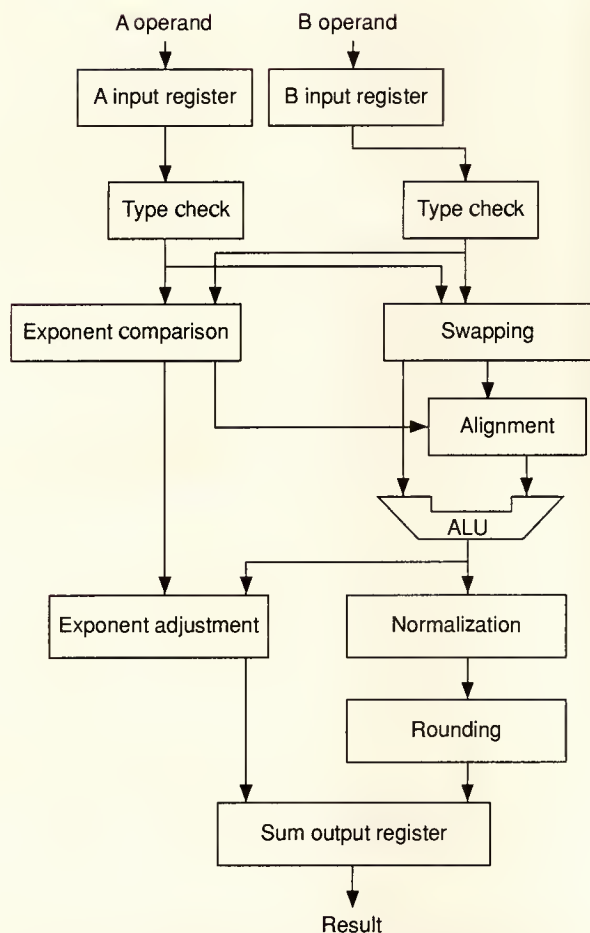 A operand
B operand
A input register
B input register
Type check
Type check
Exponent comparison
Swapping
Alignment
ALU
Exponent adjustment
Normalization
Rounding
Sum output register
Result